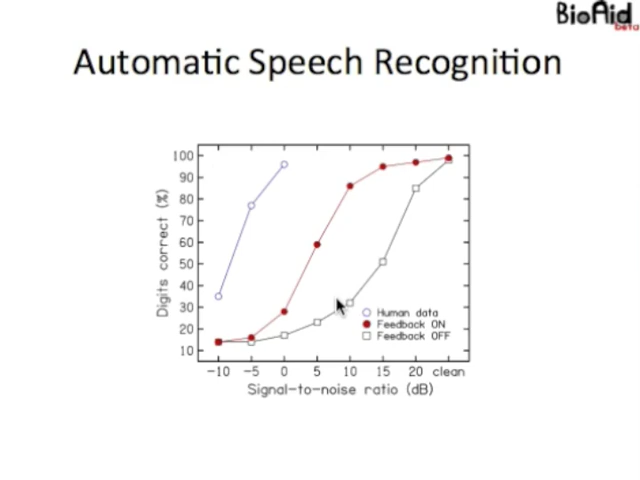 BioAid
beta
Automatic Speech Recognition
100
90
80
70
60
50
40
30
20
10
Digits correct (%)
Human data
Feedback ON
Feedback OFF
-10 -5 0 5 10 15 20 clean
Signal-to-noise ratio (dB)